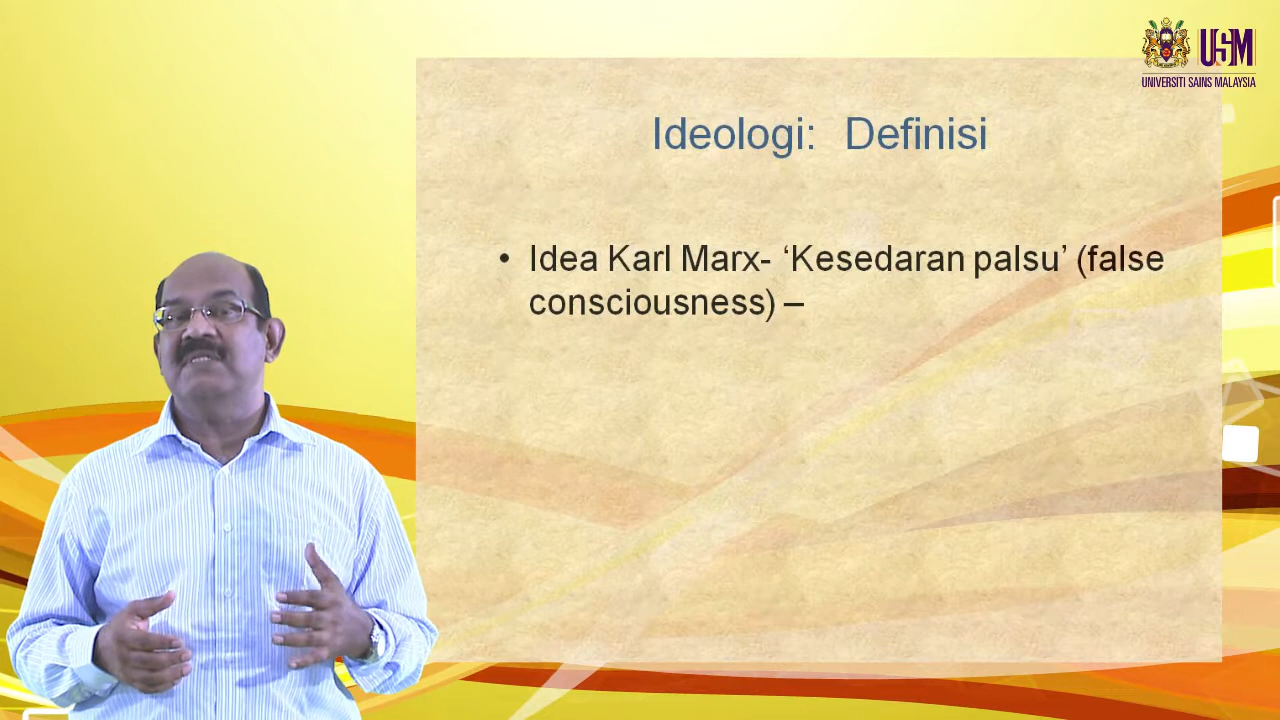 USM
UNIVERSITI SAINS MALAYSIA
Ideologi: Definisi
• Idea Karl Marx- ‘Kesedaran palsu’ (false
consciousness) –